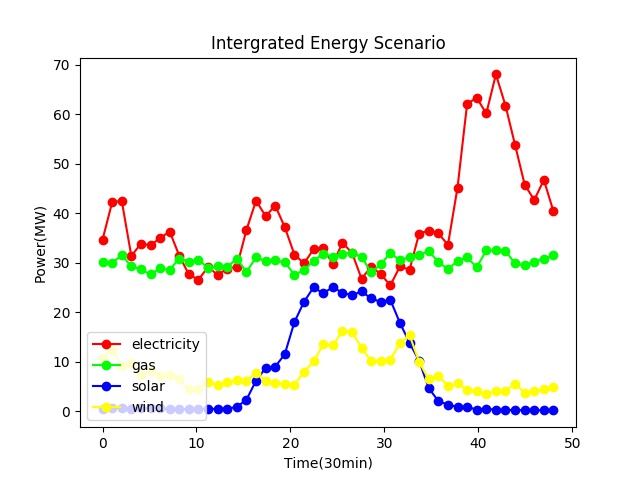 Intergrated Energy Scenario
Power(MW)
70
60
50
40
30
20
10
0
electricity
gas
solar
wind
0 10 20 30 40 50
Time(30min)